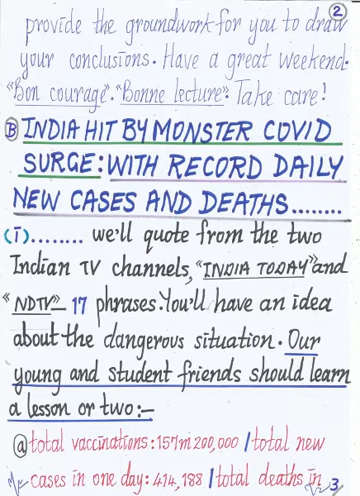 ②
provide the groundwork for you to draw
your conclusions. Have a great weekend.
"Bon courage". "Bonne lecture". Take care!
Ⓑ INDIA HIT BY MONSTER COVID
SURGE: WITH RECORD DAILY
NEW CASES AND DEATHS........
(I)........ we'll quote from the two
Indian TV channels, "INDIA TODAY" and
"NDTV" _ 17 phrases. You'll have an idea
about the dangerous situation. Our
young and student friends should learn
a lesson or two:-
ⓐ total vaccinations: 157m 200,000 / total new
cases in one day: 414,188 / total deaths in
3